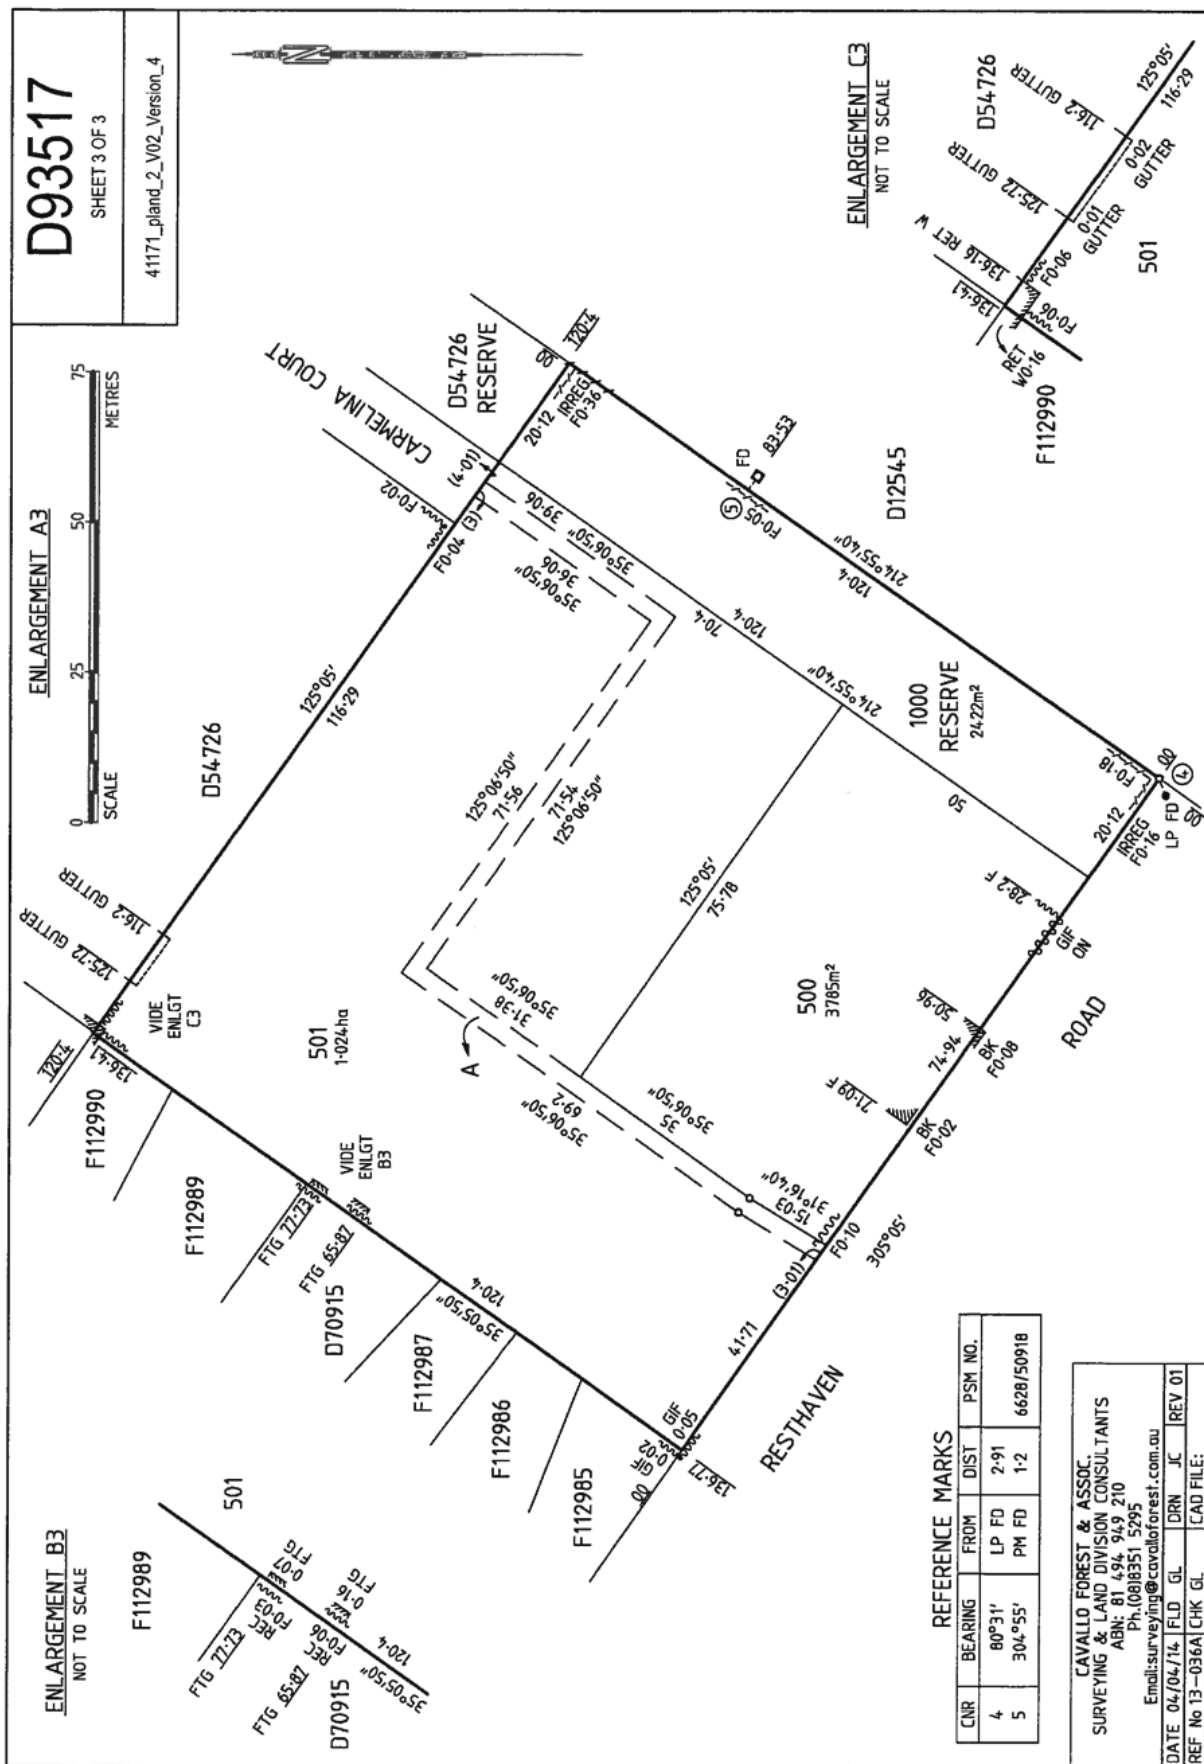 D93517
SHEET 3 OF 3
41171_pland_2_V02_Version_4
N
ENLARGEMENT A3
0 25 50 75
SCALE METRES
ENLARGEMENT B3
NOT TO SCALE
F112989
501
FTG 77·73
REC
F0·03
0·07
FTG
FTG 65·87
REC
F0·06
0·16
FTG
D70915
35°05'50"
120·4
ENLARGEMENT C3
NOT TO SCALE
D54726
136·41
136·16 RET W
125·72 GUTTER
116·2 GUTTER
125°05'
116·29
F0·06
0·01
GUTTER
0·02
GUTTER
F0·06
RET
W0·16
F112990
501
D54726
125·72 GUTTER
116·2 GUTTER
VIDE
ENLGT
C3
120·4
136·41
F112990
F112989
FTG 77·73
FTG 65·87
VIDE
ENLGT
B3
D70915
F112987
F112986
F112985
35°05'50"
120·4
125°05'
116·29
CARMELINA COURT
D54726
RESERVE
F0·02
F0·04
(3)
(4·01)
20·12
IRREG
F0·36
00
120·4
39·06
35°06'50"
36·06
35°06'50"
125°06'50"
71·56
71·54
125°06'50"
FD
83·53
5
F0·05
D12545
214°55'40"
120·4
70·4
120·4
214°55'40"
50
1000
RESERVE
2422m²
501
1·024ha
A
31·38
35°06'50"
35°06'50"
69·2
35
35°06'50"
125°05'
75·78
500
3785m²
15·03
31°16'40"
(3·01)
F0·10
305°05'
41·71
GIF
0·05
GIF
0·02
00
136·77
RESTHAVEN
ROAD
71·09 F
BK
F0·02
74·94
50·96
BK
F0·08
28·2 F
GIF
ON
20·12
IRREG
F0·16
F0·18
LP FD
00
4
00
REFERENCE MARKS
CNR BEARING FROM DIST PSM NO.
4 80°31' LP FD 2·91
5 304°55' PM FD 1·2 6628/50918
CAVALLO FOREST & ASSOC.
SURVEYING & LAND DIVISION CONSULTANTS
ABN: 81 494 949 210
Ph.(08)8351 5295
Email:surveying@cavalloforest.com.au
DATE 04/04/14 FLD GL DRN JC REV 01
REF No 13-036A CHK GL CAD FILE: